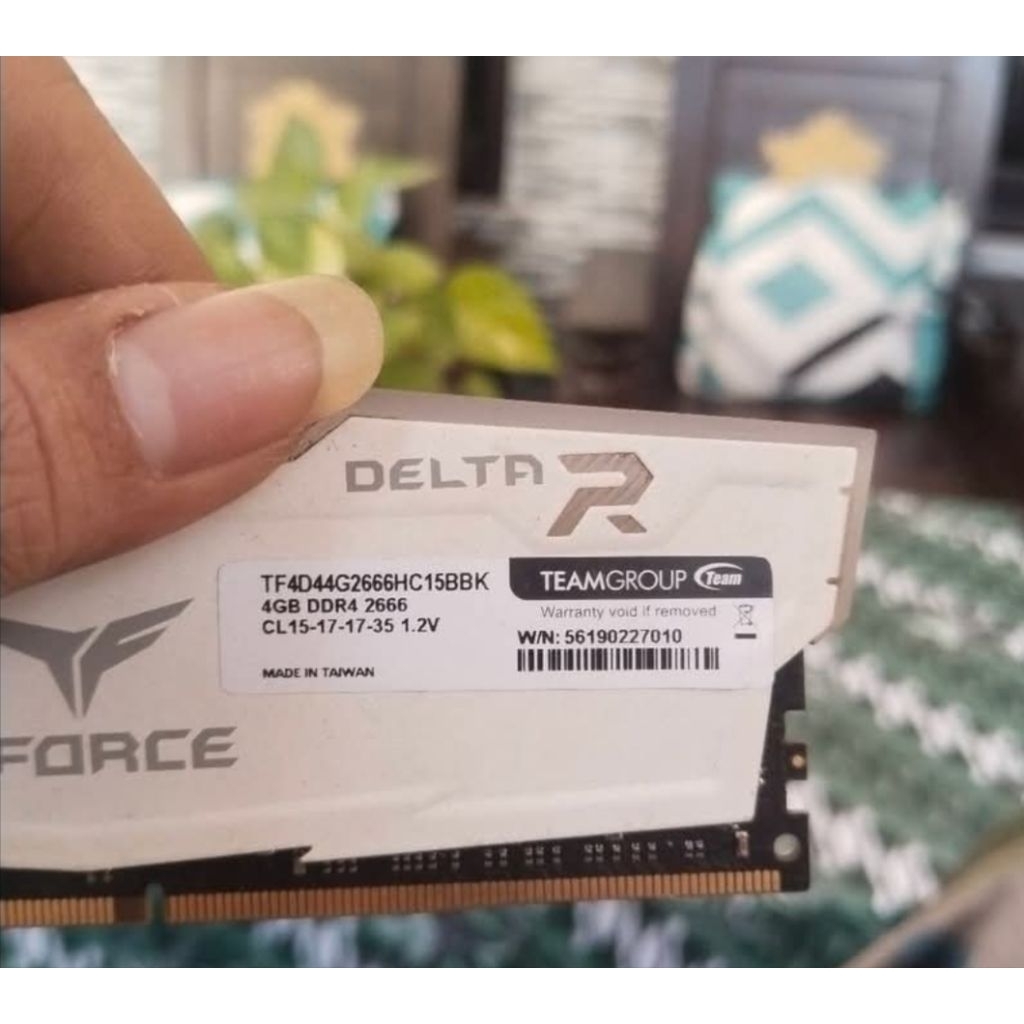 DELTA R
TF4D44G2666HC15BBK
4GB DDR4 2666
CL15-17-17-35 1.2V
MADE IN TAIWAN
TEAMGROUP Team
Warranty void if removed
W/N: 56190227010
FORCE